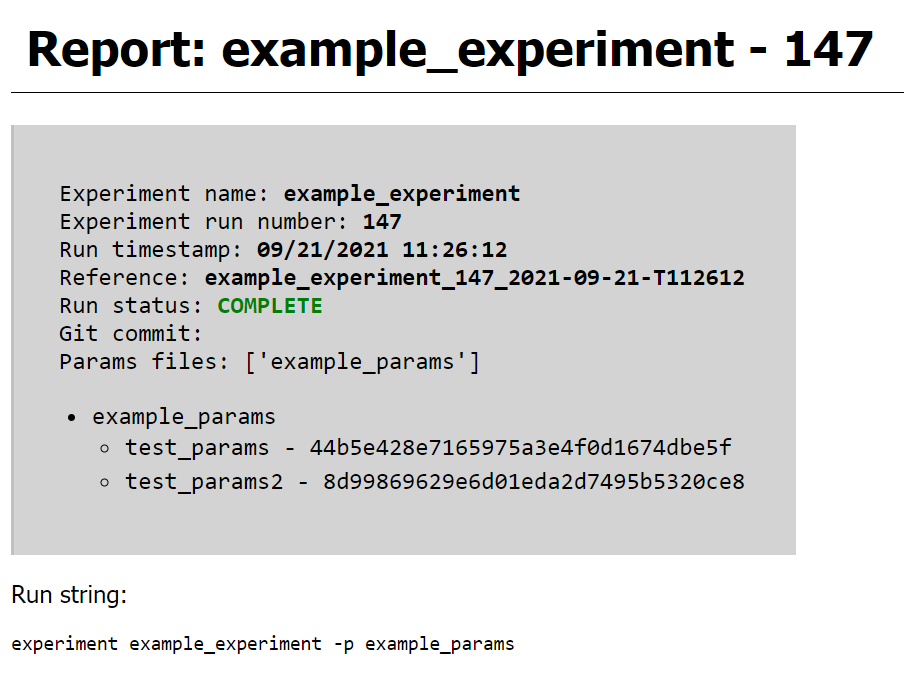 Report: example_experiment - 147
Experiment name: example_experiment
Experiment run number: 147
Run timestamp: 09/21/2021 11:26:12
Reference: example_experiment_147_2021-09-21-T112612
Run status: COMPLETE
Git commit:
Params files: ['example_params']
• example_params
◦ test_params - 44b5e428e7165975a3e4f0d1674dbe5f
◦ test_params2 - 8d99869629e6d01eda2d7495b5320ce8
Run string:
experiment example_experiment -p example_params